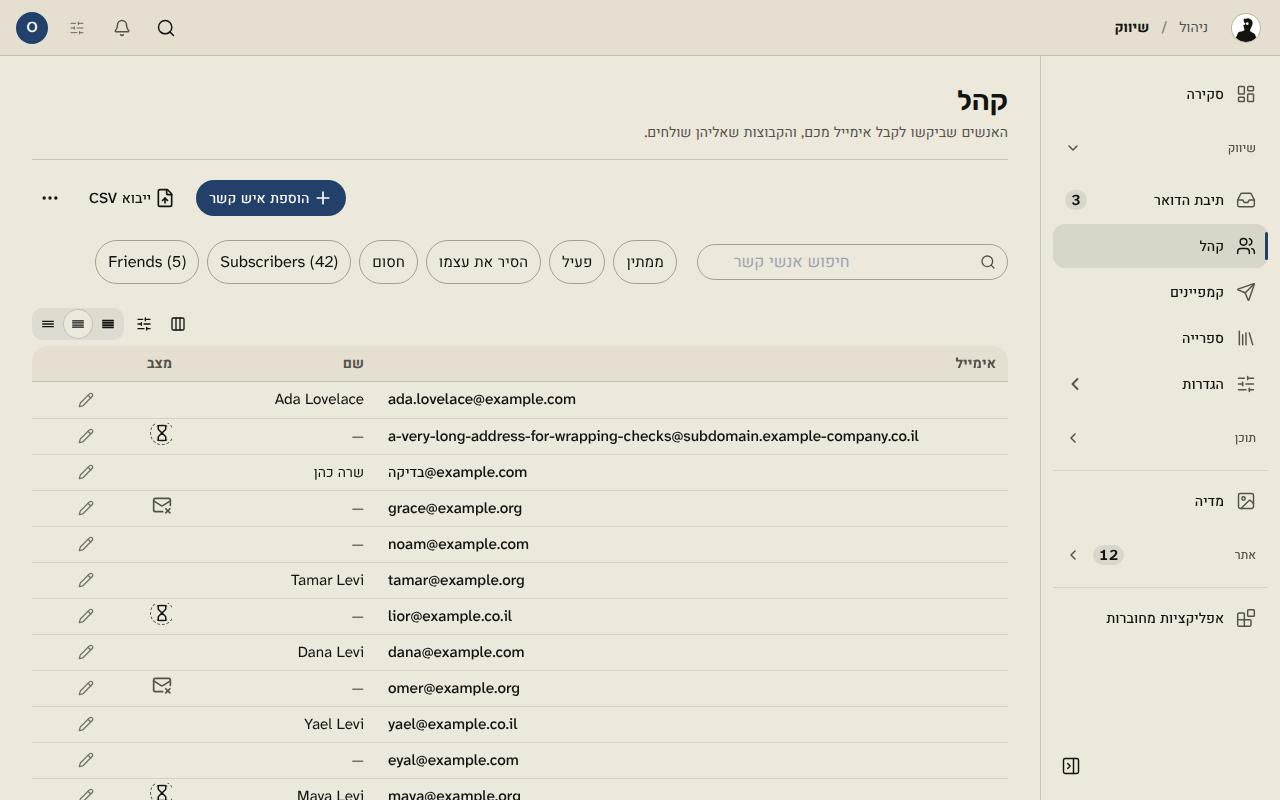 ניהול / שיווק
O
סקירה
שיווק
תיבת הדואר 3
קהל
קמפיינים
ספרייה
הגדרות
תוכן
מדיה
אתר 12
אפליקציות מחוברות
קהל
האנשים שביקשו לקבל אימייל מכם, והקבוצות שאליהן שולחים.
הוספת איש קשר
ייבוא CSV
חיפוש אנשי קשר
ממתין
פעיל
הסיר את עצמו
חסום
Subscribers (42)
Friends (5)
אימייל שם מצב
ada.lovelace@example.com Ada Lovelace
a-very-long-address-for-wrapping-checks@subdomain.example-company.co.il —
בדיקה@example.com שרה כהן
grace@example.org —
noam@example.com —
tamar@example.org Tamar Levi
lior@example.co.il —
dana@example.com Dana Levi
omer@example.org —
yael@example.co.il Yael Levi
eyal@example.com —
maya@example.org Maya Levi